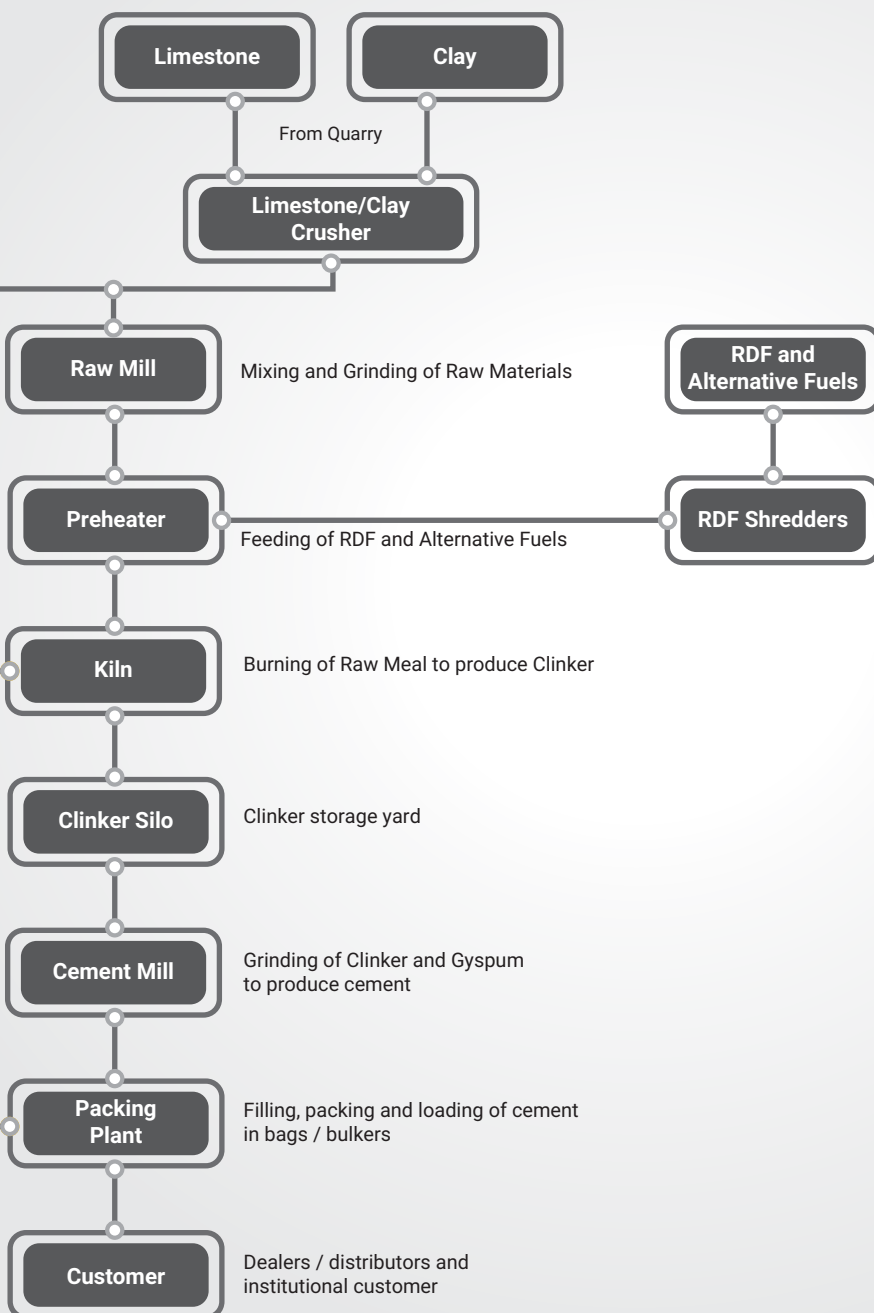 Limestone
Clay
From Quarry
Limestone/Clay
Crusher
Raw Mill
Mixing and Grinding of Raw Materials
RDF and
Alternative Fuels
Preheater
Feeding of RDF and Alternative Fuels
RDF Shredders
Kiln
Burning of Raw Meal to produce Clinker
Clinker Silo
Clinker storage yard
Cement Mill
Grinding of Clinker and Gyspum
to produce cement
Packing
Plant
Filling, packing and loading of cement
in bags / bulkers
Customer
Dealers / distributors and
institutional customer